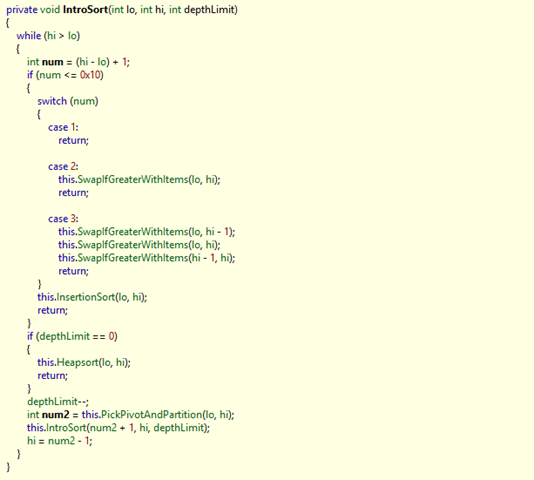 private void IntroSort(int lo, int hi, int depthLimit)
{
while (hi > lo)
{
int num = (hi - lo) + 1;
if (num <= 0x10)
{
switch (num)
{
case 1:
return;
case 2:
this.SwapIfGreaterWithItems(lo, hi);
return;
case 3:
this.SwapIfGreaterWithItems(lo, hi - 1);
this.SwapIfGreaterWithItems(lo, hi);
this.SwapIfGreaterWithItems(hi - 1, hi);
return;
}
this.InsertionSort(lo, hi);
return;
}
if (depthLimit == 0)
{
this.Heapsort(lo, hi);
return;
}
depthLimit--;
int num2 = this.PickPivotAndPartition(lo, hi);
this.IntroSort(num2 + 1, hi, depthLimit);
hi = num2 - 1;
}
}